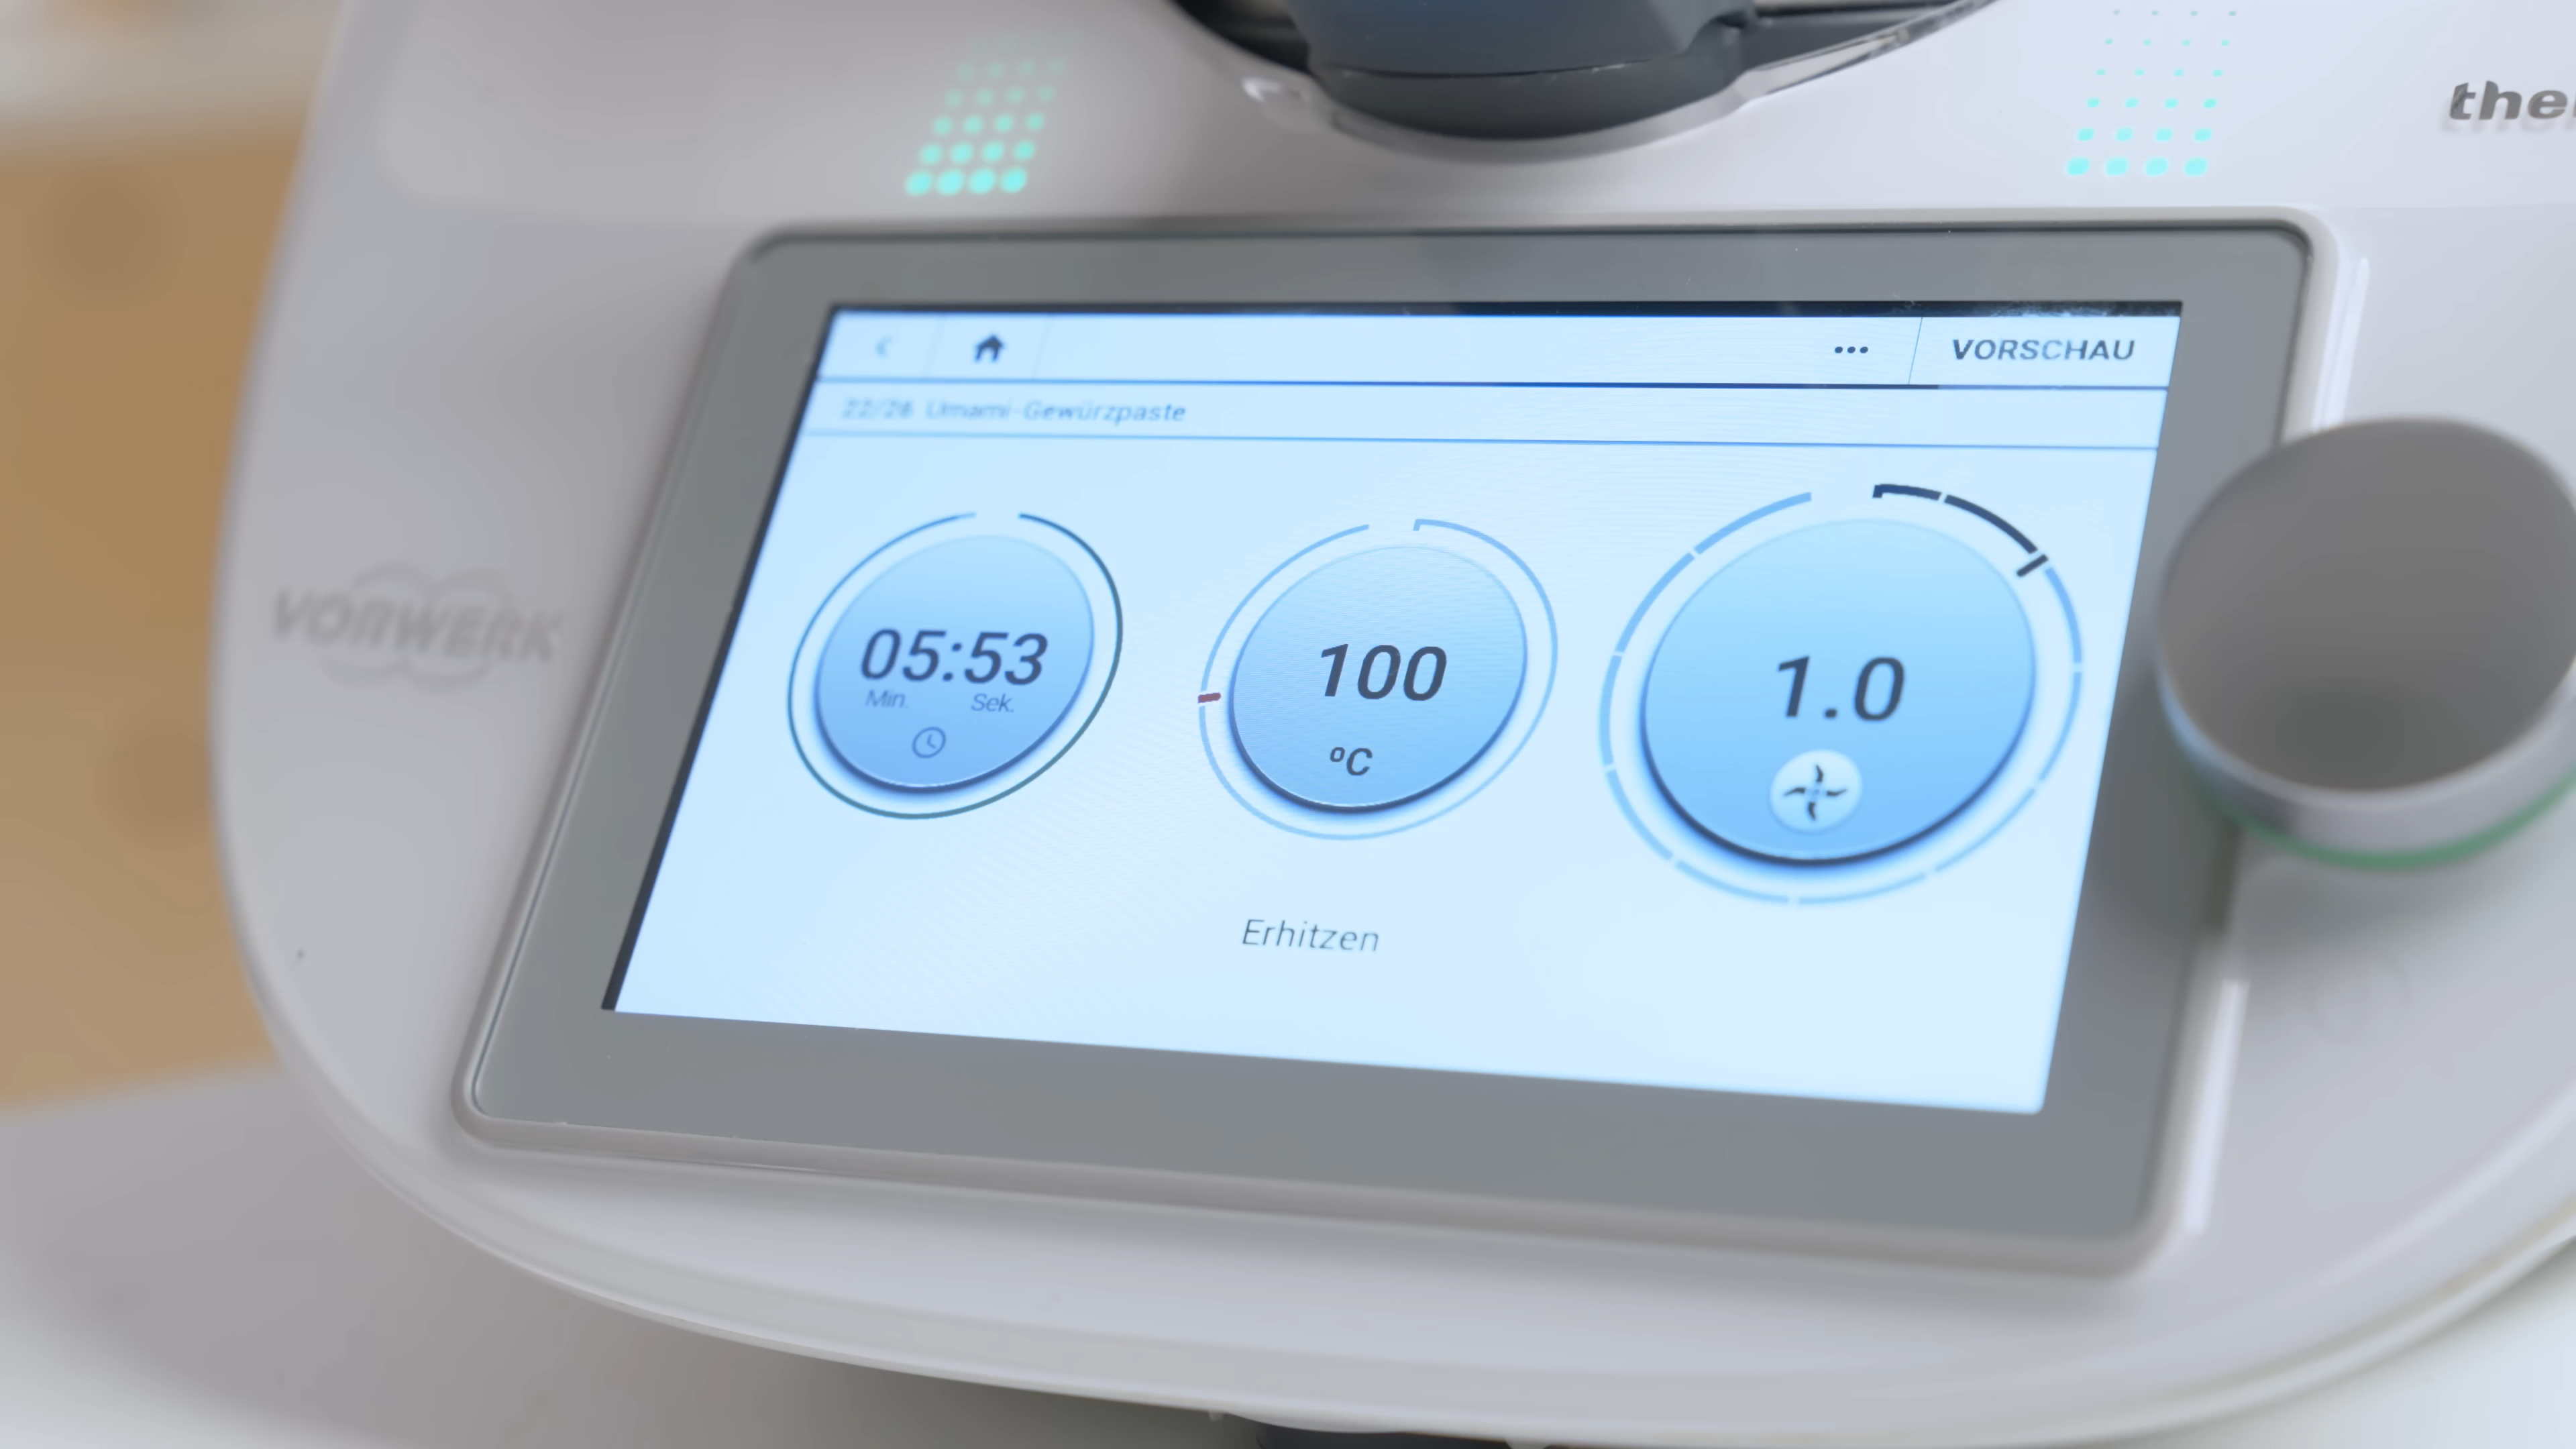 the
VORSCHAU
22/26 Umami-Gewürzpaste
05:53
Min. Sek.
100
°C
1.0
VORWERK
Erhitzen